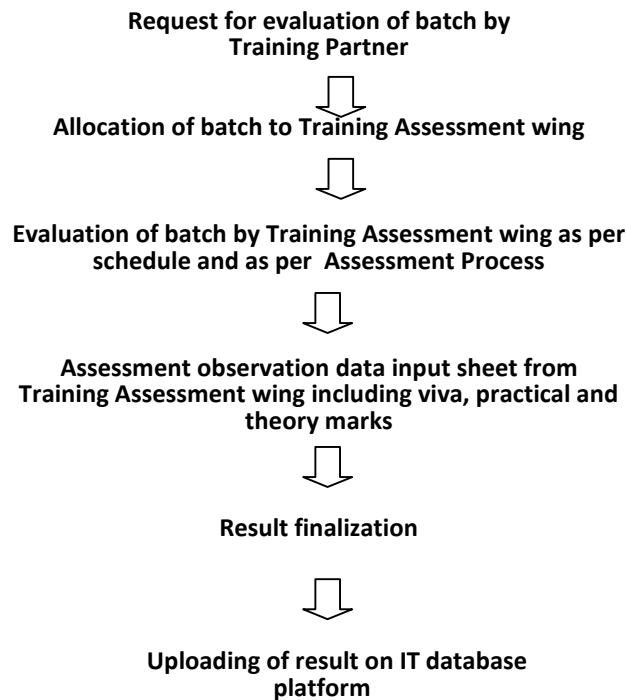 Request for evaluation of batch by
Training Partner
Allocation of batch to Training Assessment wing
Evaluation of batch by Training Assessment wing as per
schedule and as per Assessment Process
Assessment observation data input sheet from
Training Assessment wing including viva, practical and
theory marks
Result finalization
Uploading of result on IT database
platform